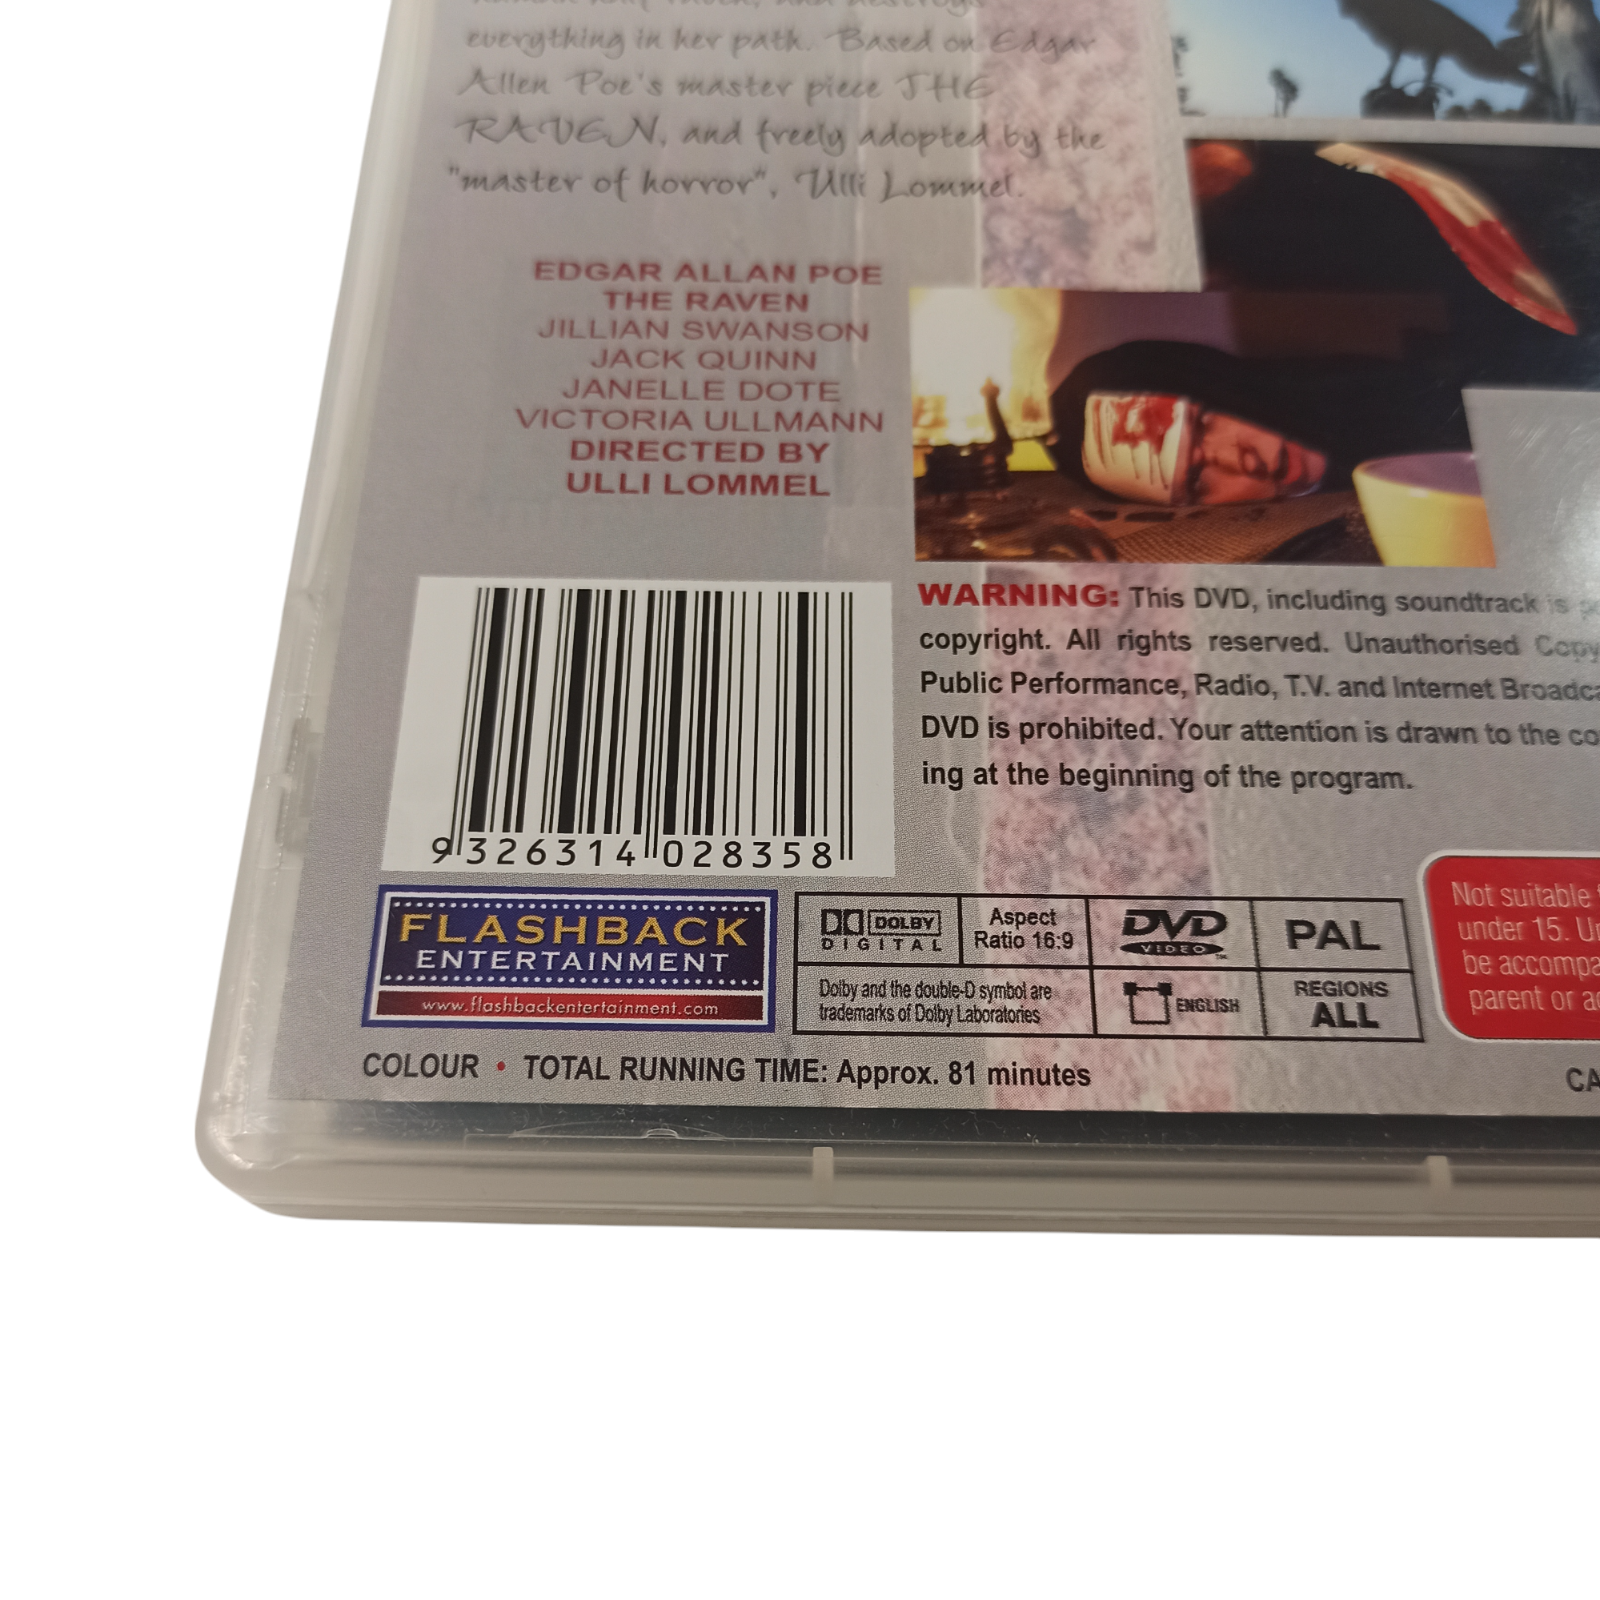 everything in her path. Based on Edgar
Allen Poe's master piece THE
RAVEN, and freely adopted by the
"master of horror", Ulli Lommel.
EDGAR ALLAN POE
THE RAVEN
JILLIAN SWANSON
JACK QUINN
JANELLE DOTE
VICTORIA ULLMANN
DIRECTED BY
ULLI LOMMEL
WARNING: This DVD, including soundtrack is
copyright. All rights reserved. Unauthorised Copy
Public Performance, Radio, T.V. and Internet Broadca
DVD is prohibited. Your attention is drawn to the co
ing at the beginning of the program.
9 326314 028358
FLASHBACK
ENTERTAINMENT
www.flashbackentertainment.com
DOLBY
DIGITAL
Aspect
Ratio 16:9
DVD
VIDEO
PAL
Dolby and the double-D symbol are
trademarks of Dolby Laboratories
ENGLISH
REGIONS
ALL
Not suitable
under 15. U
be accompa
parent or a
COLOUR • TOTAL RUNNING TIME: Approx. 81 minutes
CA